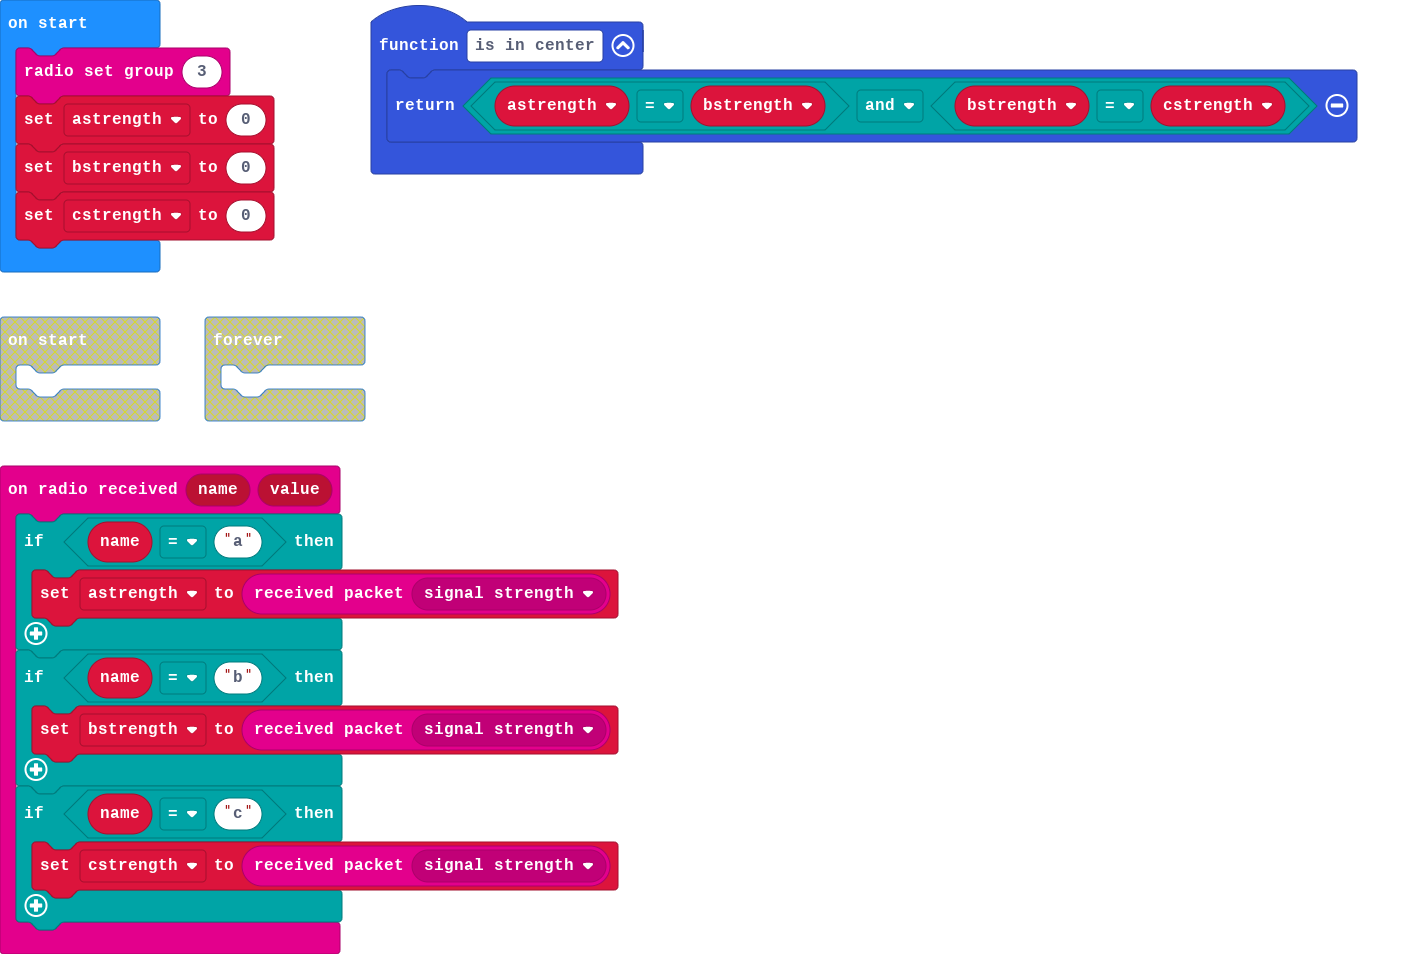 on start
radio set group 3
set astrength to 0
set bstrength to 0
set cstrength to 0
function is in center
return astrength = bstrength and bstrength = cstrength
on start
forever
on radio received name value
if name = "a" then
set astrength to received packet signal strength
if name = "b" then
set bstrength to received packet signal strength
if name = "c" then
set cstrength to received packet signal strength